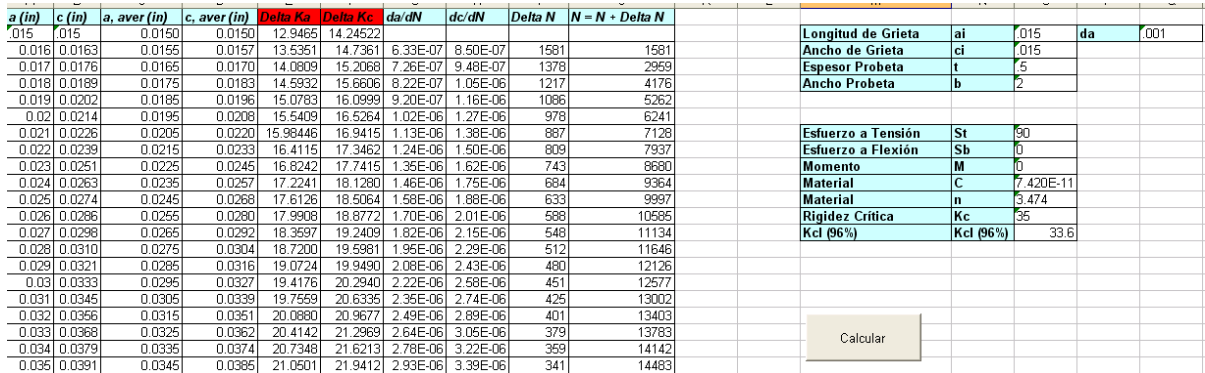 a (in) c (in) a, aver (in) c, aver (in) Delta Ka Delta Kc da/dN dc/dN Delta N N = N + Delta N
.015 .015 0.0150 0.0150 12.9465 14.24522
0.016 0.0163 0.0155 0.0157 13.5351 14.7361 6.33E-07 8.50E-07 1581 1581
0.017 0.0176 0.0165 0.0170 14.0809 15.2068 7.26E-07 9.48E-07 1378 2959
0.018 0.0189 0.0175 0.0183 14.5932 15.6606 8.22E-07 1.05E-06 1217 4176
0.019 0.0202 0.0185 0.0196 15.0783 16.0999 9.20E-07 1.16E-06 1086 5262
0.02 0.0214 0.0195 0.0208 15.5409 16.5264 1.02E-06 1.27E-06 978 6241
0.021 0.0226 0.0205 0.0220 15.98446 16.9415 1.13E-06 1.38E-06 887 7128
0.022 0.0239 0.0215 0.0233 16.4115 17.3462 1.24E-06 1.50E-06 809 7937
0.023 0.0251 0.0225 0.0245 16.8242 17.7415 1.35E-06 1.62E-06 743 8680
0.024 0.0263 0.0235 0.0257 17.2241 18.1280 1.46E-06 1.75E-06 684 9364
0.025 0.0274 0.0245 0.0268 17.6126 18.5064 1.58E-06 1.88E-06 633 9997
0.026 0.0286 0.0255 0.0280 17.9908 18.8772 1.70E-06 2.01E-06 588 10585
0.027 0.0298 0.0265 0.0292 18.3597 19.2409 1.82E-06 2.15E-06 548 11134
0.028 0.0310 0.0275 0.0304 18.7200 19.5981 1.95E-06 2.29E-06 512 11646
0.029 0.0321 0.0285 0.0316 19.0724 19.9490 2.08E-06 2.43E-06 480 12126
0.03 0.0333 0.0295 0.0327 19.4176 20.2940 2.22E-06 2.58E-06 451 12577
0.031 0.0345 0.0305 0.0339 19.7559 20.6335 2.35E-06 2.74E-06 425 13002
0.032 0.0356 0.0315 0.0351 20.0880 20.9677 2.49E-06 2.89E-06 401 13403
0.033 0.0368 0.0325 0.0362 20.4142 21.2969 2.64E-06 3.05E-06 379 13783
0.034 0.0379 0.0335 0.0374 20.7348 21.6213 2.78E-06 3.22E-06 359 14142
0.035 0.0391 0.0345 0.0385 21.0501 21.9412 2.93E-06 3.39E-06 341 14483
Longitud de Grieta ai .015 da .001
Ancho de Grieta ci .015
Espesor Probeta t .5
Ancho Probeta b 2
Esfuerzo a Tensión St 90
Esfuerzo a Flexión Sb 0
Momento M 0
Material C 7.420E-11
Material n 3.474
Rigidez Crítica Kc 35
KcI (96%) KcI (96%) 33.6
Calcular